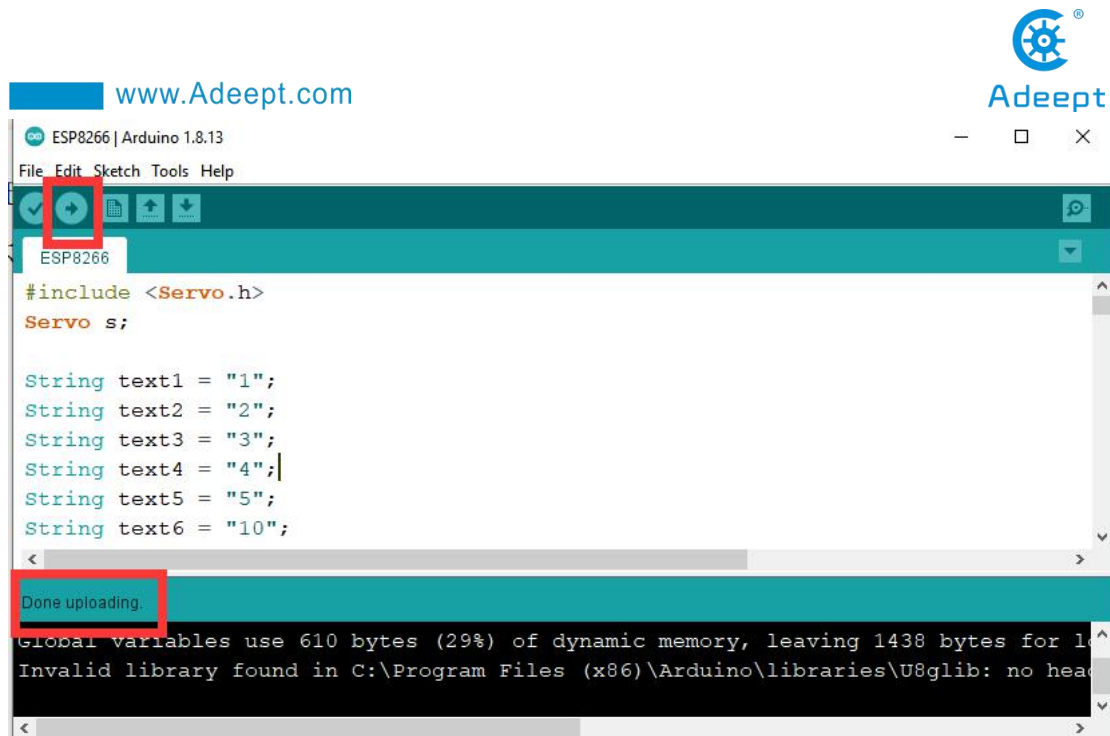 ®
www.Adeept.com
Adeept
ESP8266 | Arduino 1.8.13
File Edit Sketch Tools Help
ESP8266
#include <Servo.h>
Servo s;
String text1 = "1";
String text2 = "2";
String text3 = "3";
String text4 = "4";
String text5 = "5";
String text6 = "10";
Done uploading.
Global variables use 610 bytes (29%) of dynamic memory, leaving 1438 bytes for
Invalid library found in C:\Program Files (x86)\Arduino\libraries\U8glib: no